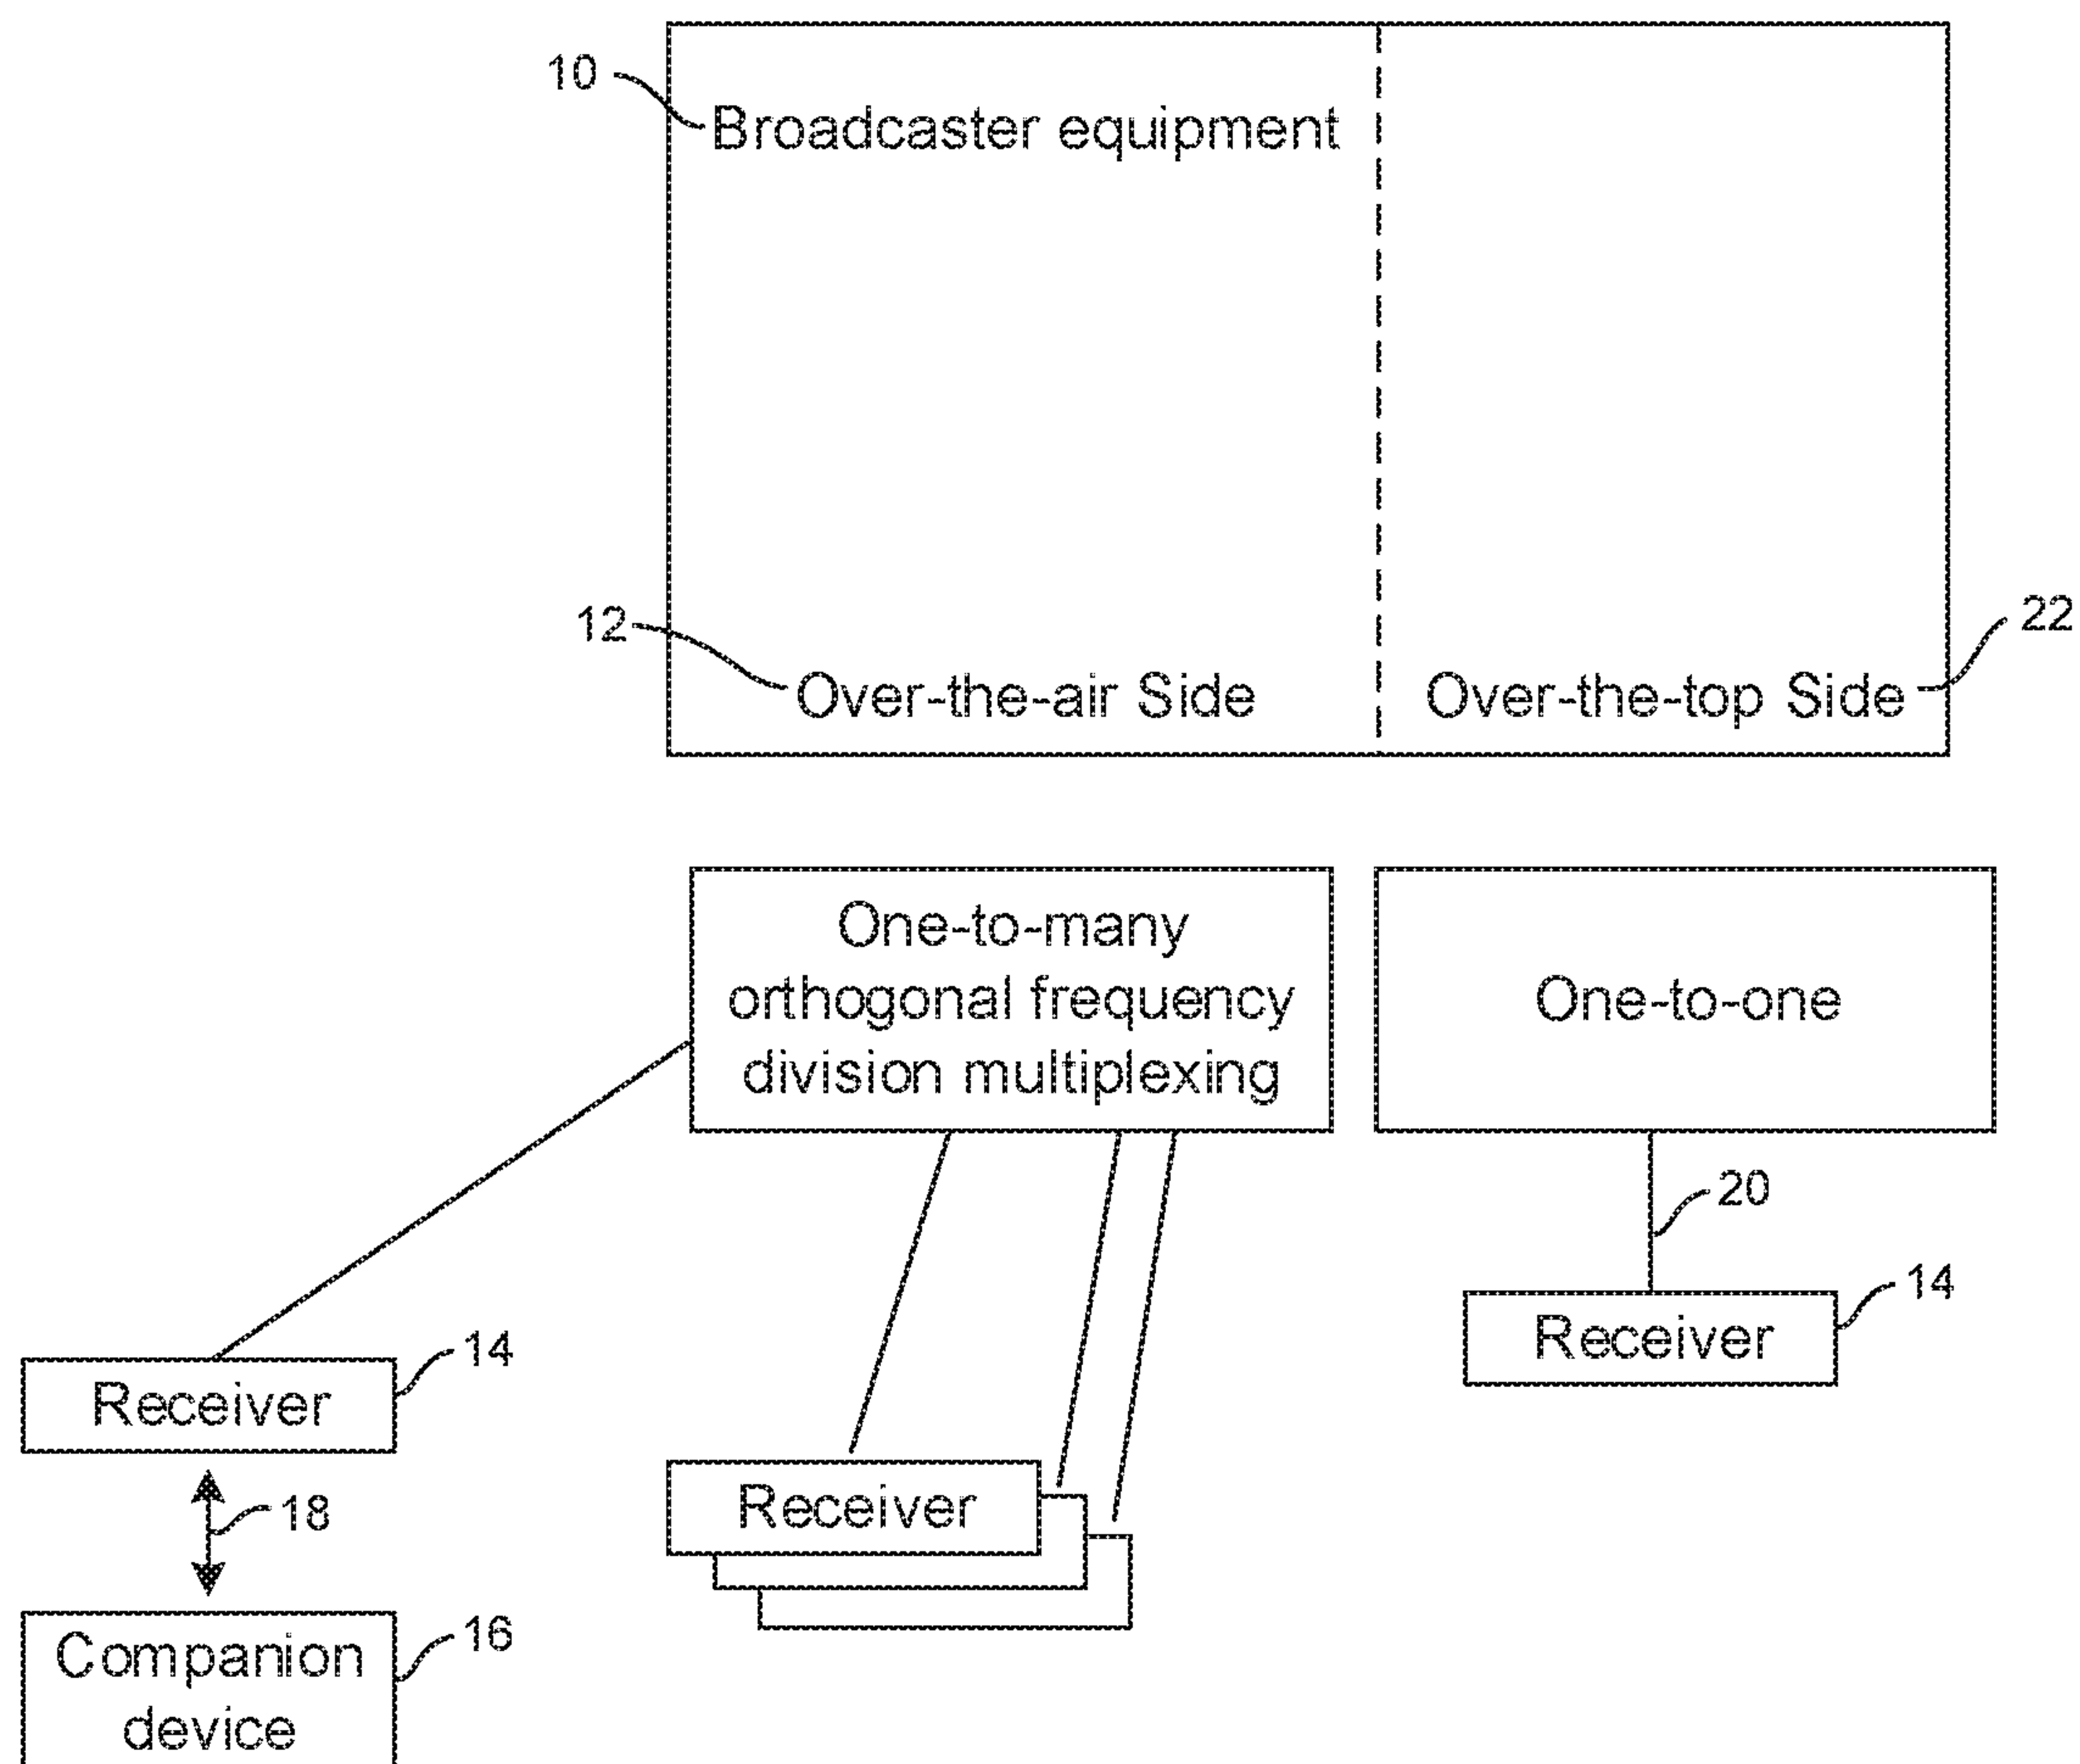 10
Broadcaster equipment
12
22
Over-the-air Side
Over-the-top Side
One-to-many
orthogonal frequency
division multiplexing
One-to-one
20
14
Receiver
14
Receiver
18
Receiver
16
Companion
device